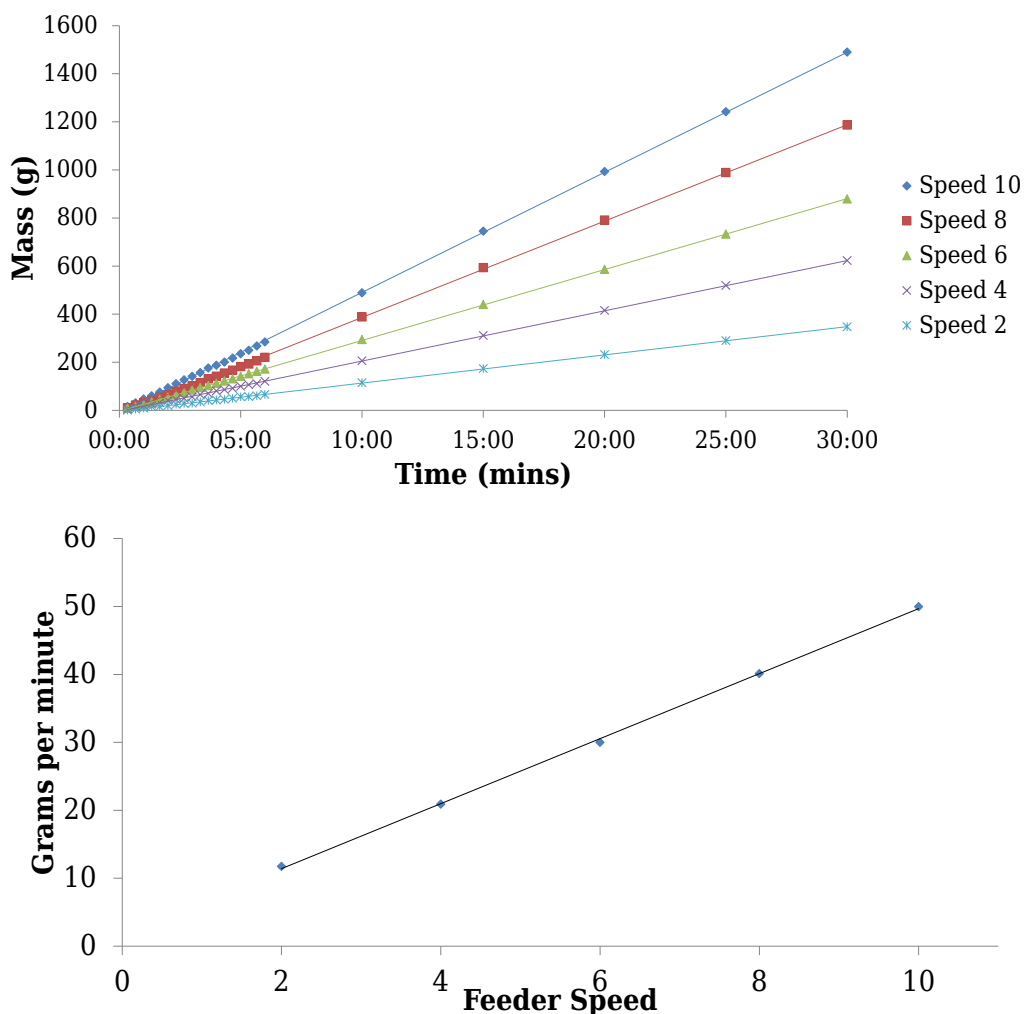 1600
1400
1200
1000
800
600
400
200
0
Mass (g)
00:00 05:00 10:00 15:00 20:00 25:00 30:00
Time (mins)
Speed 10
Speed 8
Speed 6
Speed 4
Speed 2
60
50
40
30
20
10
0
Grams per minute
0 2 4 6 8 10
Feeder Speed